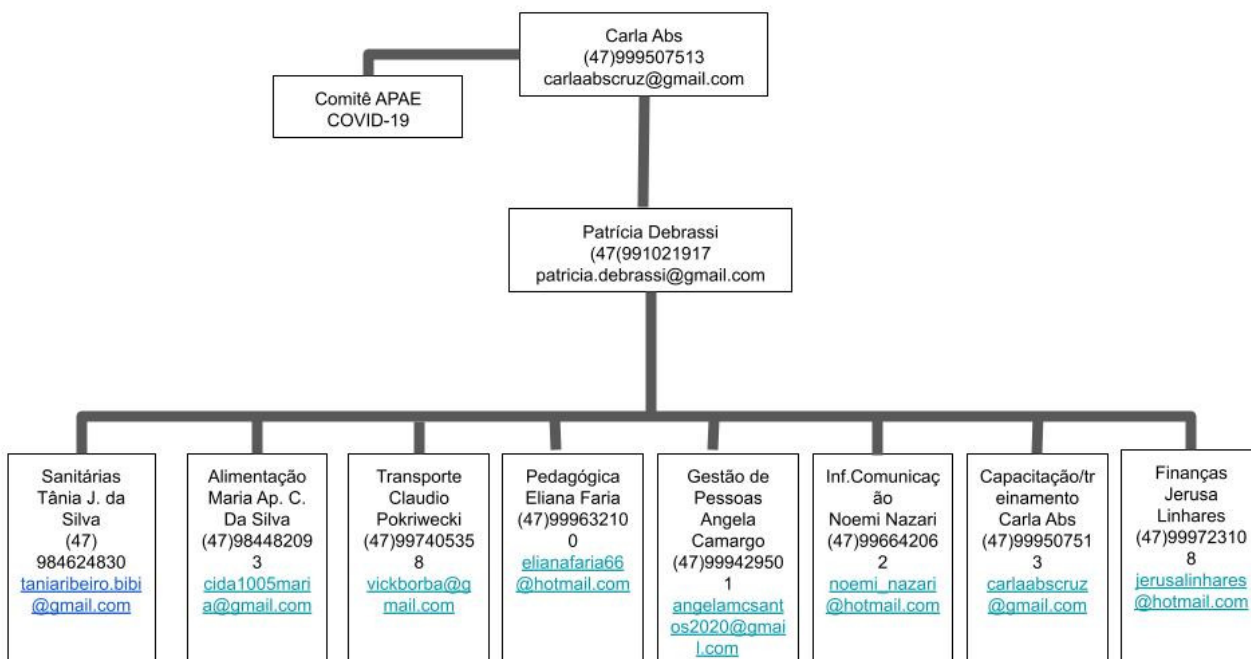 Carla Abs
(47)999507513
carlaabscruz@gmail.com
Comitê APAE
COVID-19
Patrícia Debrassi
(47(991021917
patricia.debrassi@gmail.com
Sanitárias
Tânia J. da
Silva
(47)
984624830
taniaribeiro.bibi
@gmail.com
Alimentação
Maria Ap. C.
Da Silva
(47)98448209
3
cida1005mari
a@gmail.com
Transporte
Claudio
Pokriwecki
(47)99740535
8
vickborba@g
mail.com
Pedagógica
Eliana Faria
(47)99963210
0
elianafaria66
@hotmail.com
Gestão de
Pessoas
Angela
Camargo
(47)99942950
1
angelamcsant
os2020@gmai
l.com
Inf.Comunicaç
ão
Noemi Nazari
(47)99664206
2
noemi_nazari
@hotmail.com
Capacitação/tr
einamento
Carla Abs
(47)99950751
3
carlaabscruz
@gmail.com
Finanças
Jerusa
Linhares
(47)99972310
8
jerusalinhares
@hotmail.com